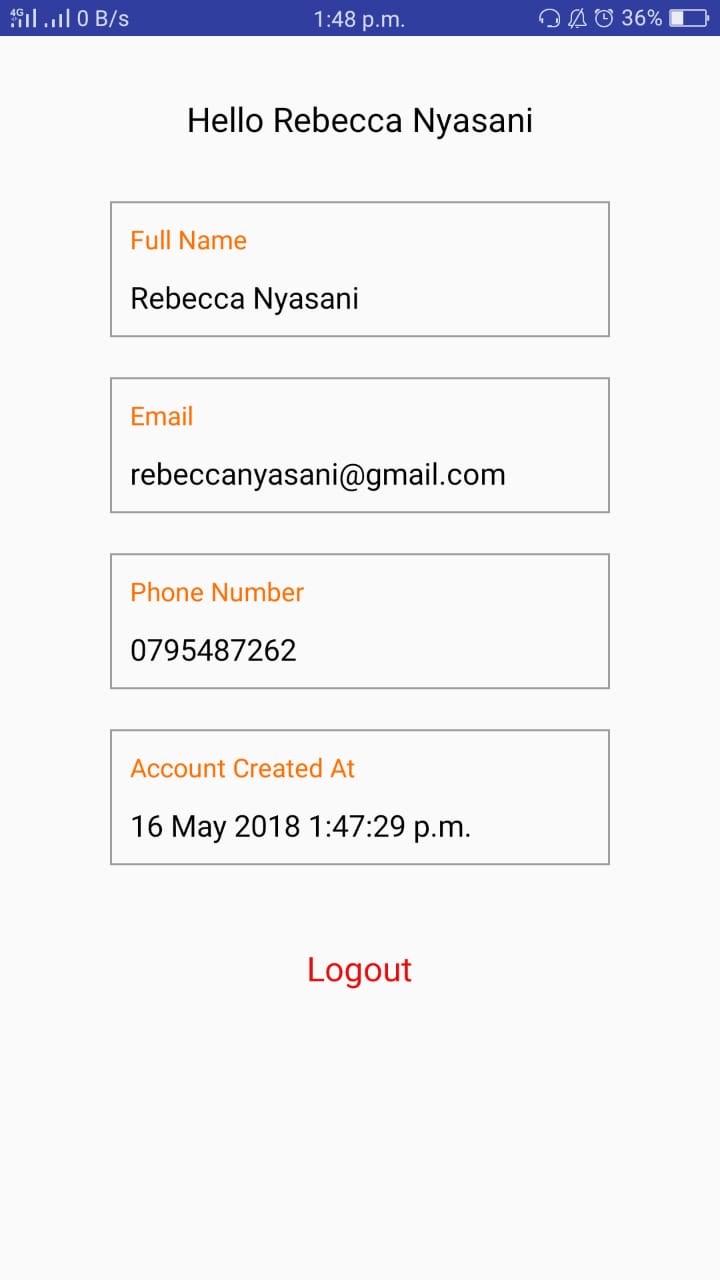 4G 0 B/s 1:48 p.m. 36%
Hello Rebecca Nyasani
Full Name
Rebecca Nyasani
Email
rebeccanyasani@gmail.com
Phone Number
0795487262
Account Created At
16 May 2018 1:47:29 p.m.
Logout